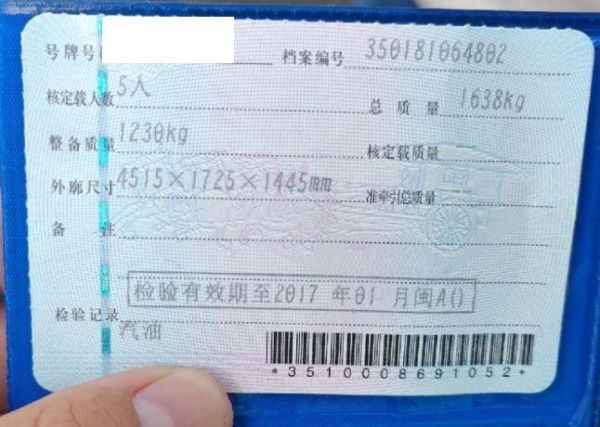 号牌号 档案编号 350181064802
核定载人数 5人 总质量 1638kg
整备质量 1230kg 核定载质量
外廓尺寸 4515×1725×1445mm 准牵引总质量
备注
检验有效期至2017 年01 月闽A()
检验记录
汽油
*3510008691052*